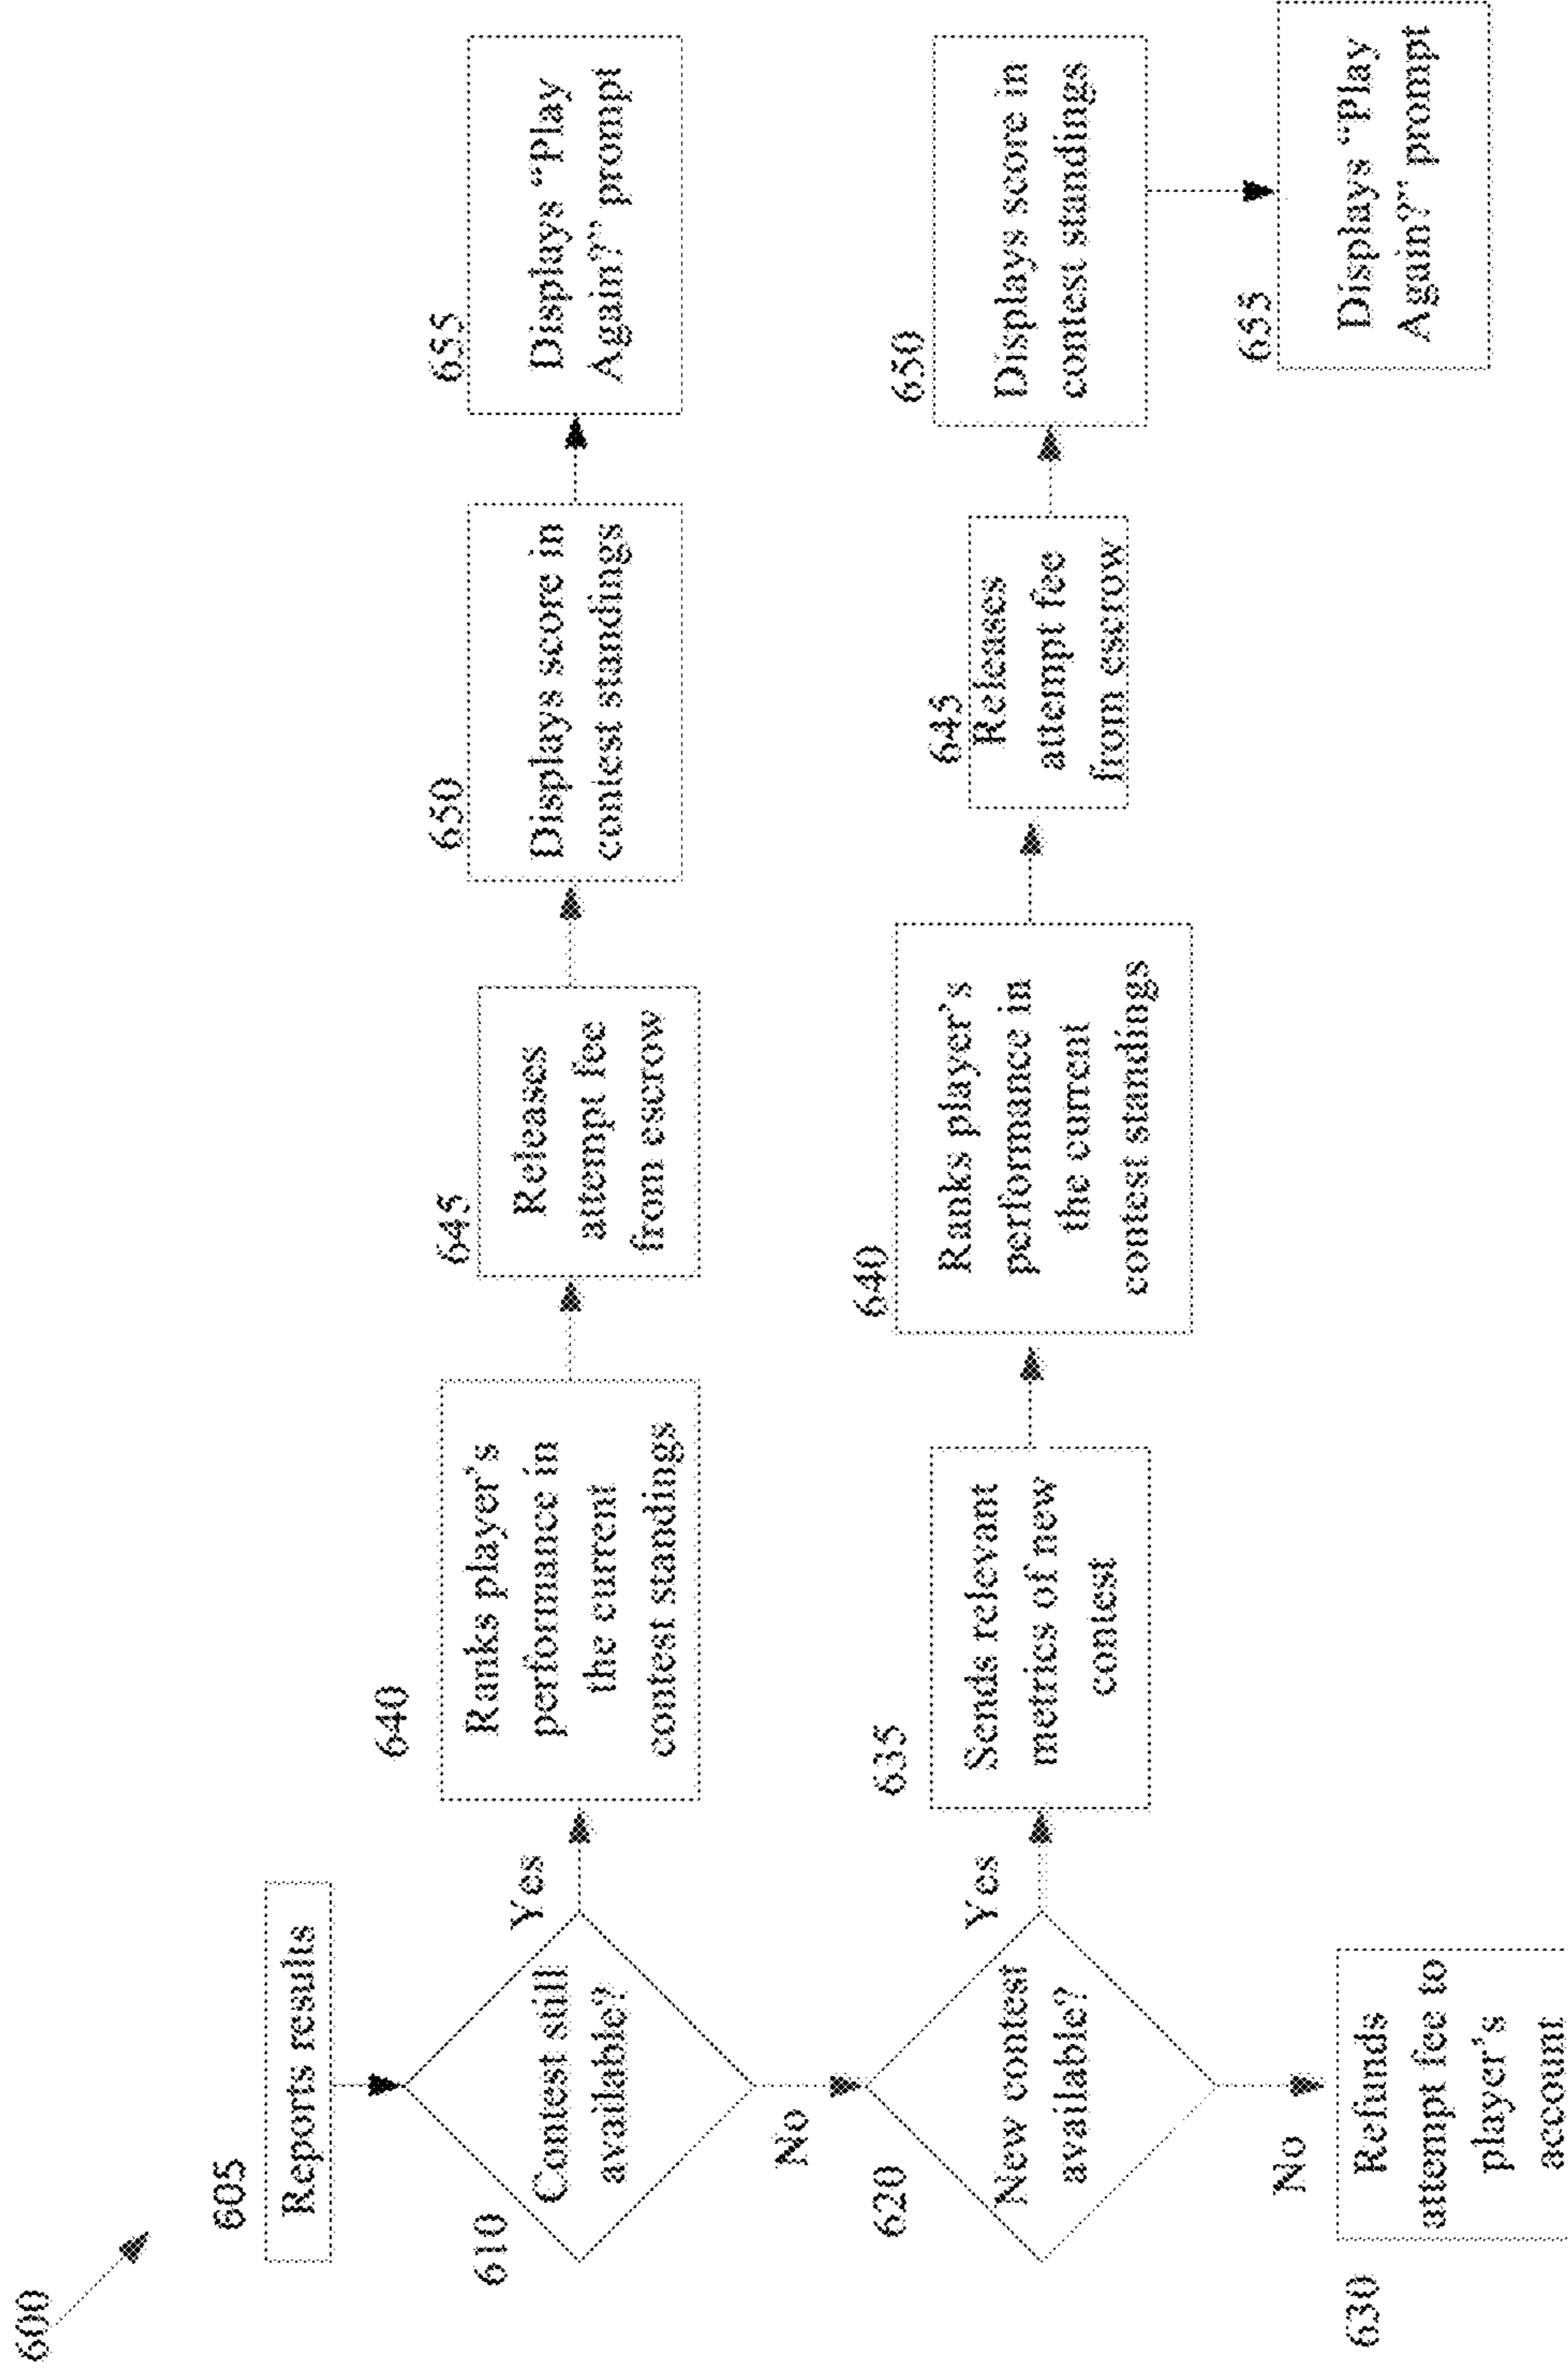 600
605
Reports results
610
Contest still
available?
Yes
No
640
Ranks player's
performance in
the current
contest standings
645
Releases
attempt fee
from escrow
650
Displays score in
contest standings
655
Displays “Play
Again?” prompt
620
New contest
available?
Yes
No
635
Sends relevant
metrics of new
contest
640
Ranks player's
performance in
the current
contest standings
645
Releases
attempt fee
from escrow
650
Displays score in
contest standings
655
Displays “Play
Again?” prompt
630
Refunds
attempt fee to
player's
account